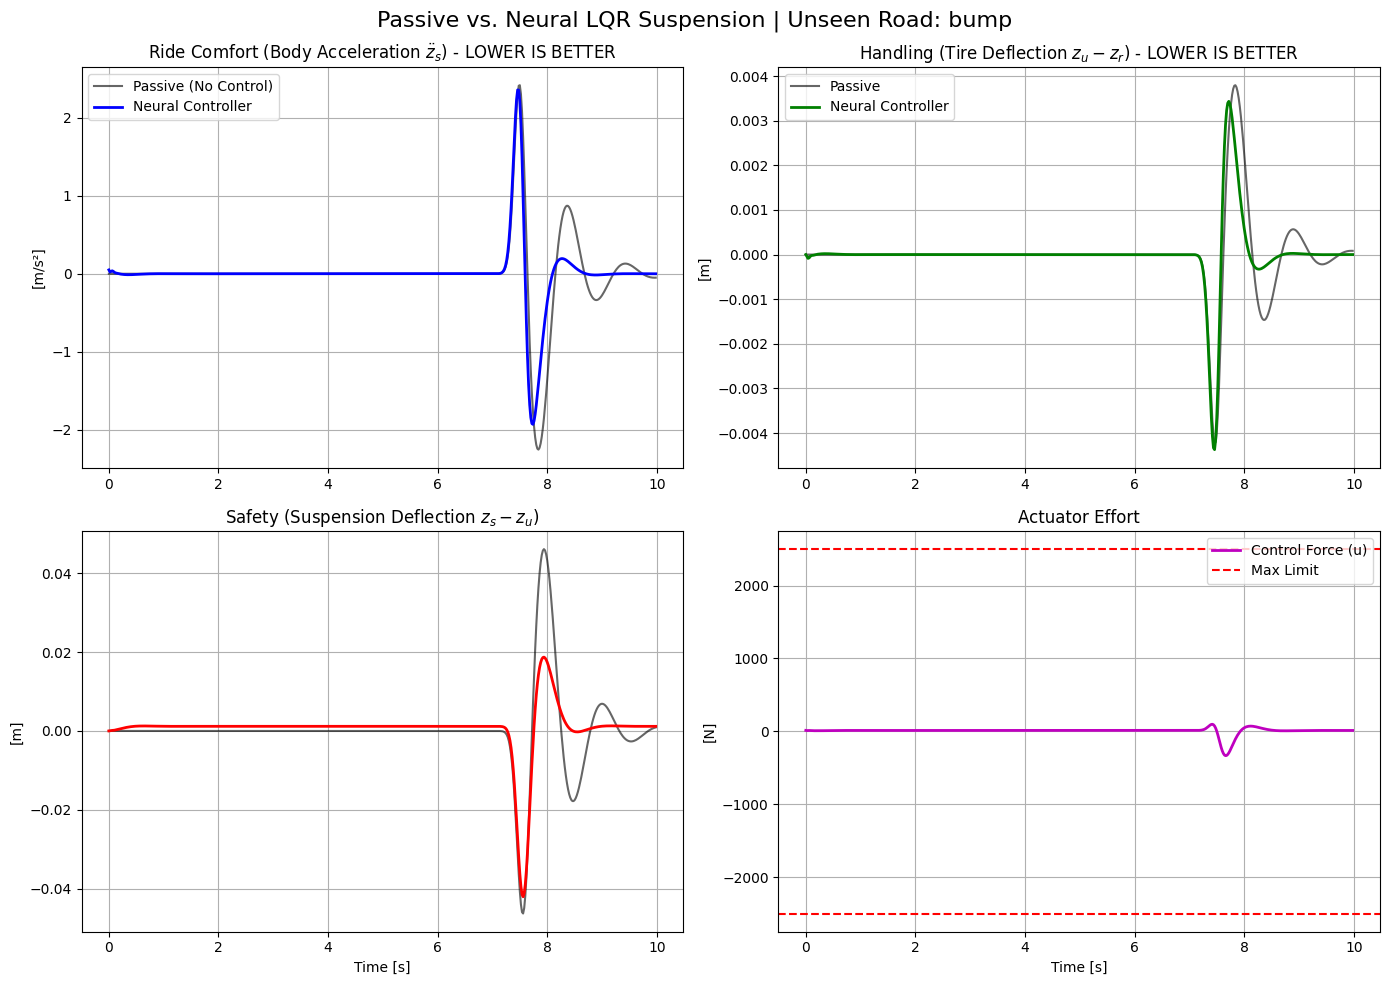 Passive vs. Neural LQR Suspension | Unseen Road: bump
Ride Comfort (Body Acceleration z̈ₛ) - LOWER IS BETTER
[m/s²]
2
1
0
−1
−2
0 2 4 6 8 10
Passive (No Control)
Neural Controller
Handling (Tire Deflection zᵤ − zᵣ) - LOWER IS BETTER
[m]
0.004
0.003
0.002
0.001
0.000
−0.001
−0.002
−0.003
−0.004
0 2 4 6 8 10
Passive
Neural Controller
Safety (Suspension Deflection zₛ − zᵤ)
[m]
0.04
0.02
0.00
−0.02
−0.04
0 2 4 6 8 10
Time [s]
Actuator Effort
[N]
2000
1000
0
−1000
−2000
0 2 4 6 8 10
Time [s]
Control Force (u)
Max Limit